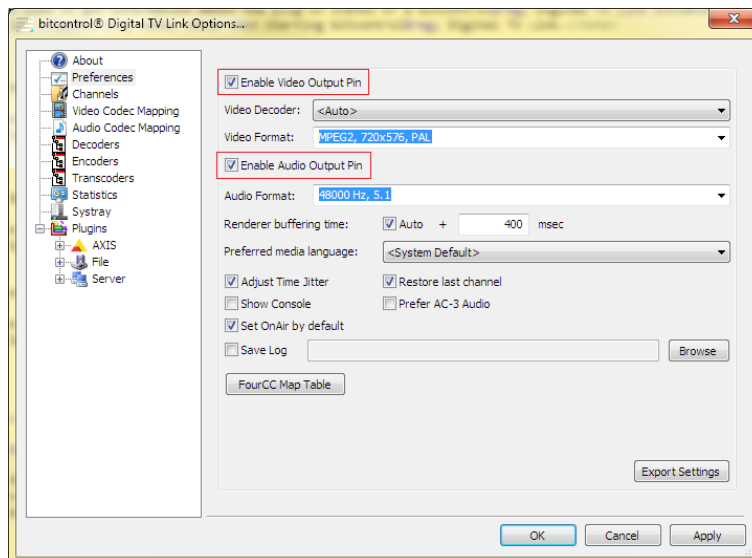 bitcontrol® Digital TV Link Options...
About
Preferences
Channels
Video Codec Mapping
Audio Codec Mapping
Decoders
Encoders
Transcoders
Statistics
Systray
Plugins
AXIS
File
Server
Enable Video Output Pin
Video Decoder: <Auto>
Video Format: MPEG2, 720x576, PAL
Enable Audio Output Pin
Audio Format: 48000 Hz, 5.1
Renderer buffering time: Auto + 400 msec
Preferred media language: <System Default>
Adjust Time Jitter Restore last channel
Show Console Prefer AC-3 Audio
Set OnAir by default
Save Log Browse
FourCC Map Table
Export Settings
OK Cancel Apply